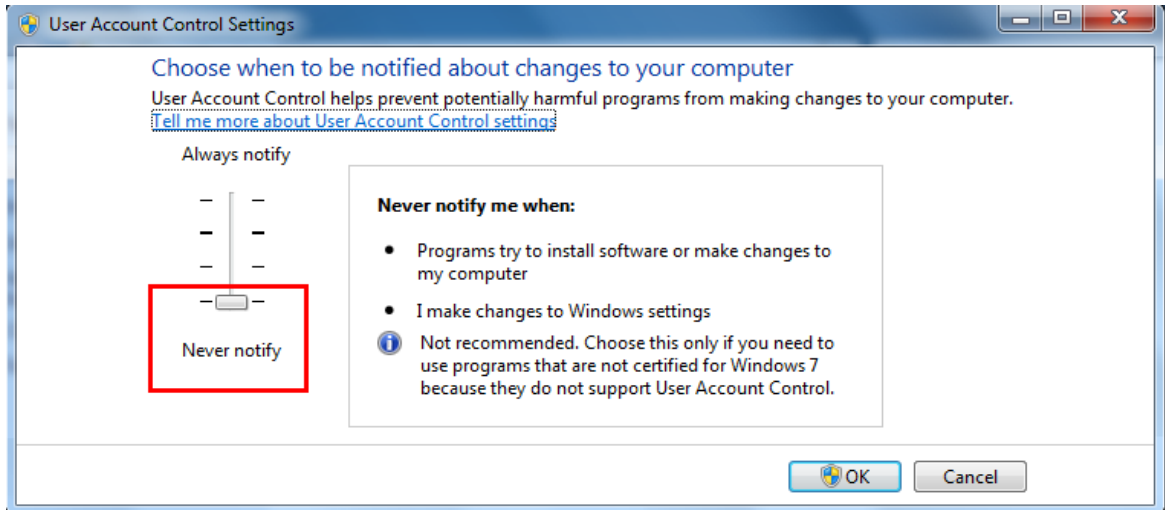 User Account Control Settings
Choose when to be notified about changes to your computer
User Account Control helps prevent potentially harmful programs from making changes to your computer.
Tell me more about User Account Control settings
Always notify
Never notify
Never notify me when:
• Programs try to install software or make changes to
my computer
• I make changes to Windows settings
Not recommended. Choose this only if you need to
use programs that are not certified for Windows 7
because they do not support User Account Control.
OK
Cancel